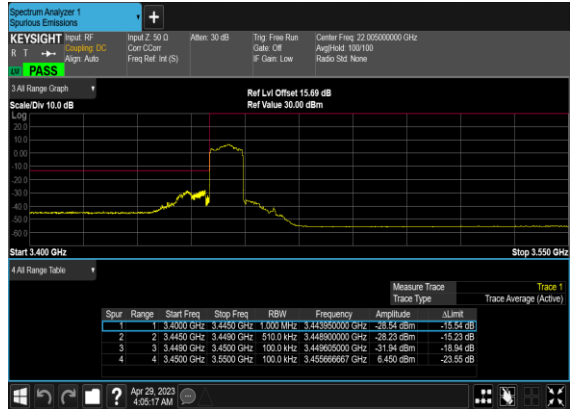 Spectrum Analyzer 1
Spurious Emissions
KEYSIGHT Input: RF Input Z: 50 Ω Atten: 30 dB Trig: Free Run Center Freq: 22.005000000 GHz
R T Coupling: DC Corr CCorr Gate: Off Avg|Hold: 100/100
Align: Auto Freq Ref: Int (S) IF Gain: Low Radio Std: None
LV PASS
3 All Range Graph
Ref Lvl Offset 15.69 dB
Scale/Div 10.0 dB Ref Value 30.00 dBm
Log
20.0
10.0
0.00
-10.0
-20.0
-30.0
-40.0
-50.0
-60.0
Start 3.400 GHz Stop 3.550 GHz
4 All Range Table
Measure Trace Trace 1
Trace Type Trace Average (Active)
Spur Range Start Freq Stop Freq RBW Frequency Amplitude ΔLimit
1 1 3.4000 GHz 3.4450 GHz 1.000 MHz 3.443950000 GHz -28.54 dBm -15.54 dB
2 2 3.4450 GHz 3.4490 GHz 510.0 kHz 3.448900000 GHz -28.23 dBm -15.23 dB
3 3 3.4490 GHz 3.4500 GHz 100.0 kHz 3.449605000 GHz -31.94 dBm -18.94 dB
4 4 3.4500 GHz 3.5500 GHz 100.0 kHz 3.455666667 GHz 6.450 dBm -23.55 dB
? Apr 29, 2023
4:05:17 AM